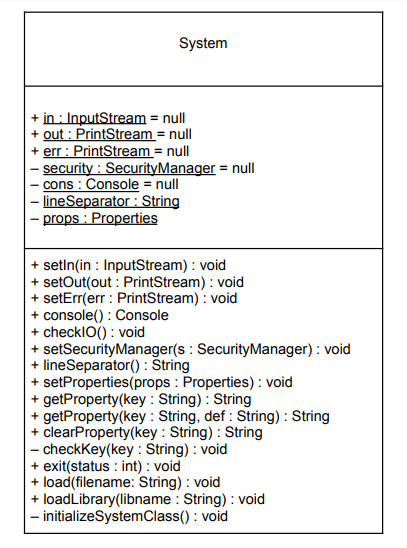 System
+ in : InputStream = null
+ out : PrintStream = null
+ err : PrintStream = null
– security : SecurityManager = null
– cons : Console = null
– lineSeparator : String
– props : Properties
+ setIn(in : InputStream) : void
+ setOut(out : PrintStream) : void
+ setErr(err : PrintStream) : void
+ console() : Console
+ checkIO() : void
+ setSecurityManager(s : SecurityManager) : void
+ lineSeparator() : String
+ setProperties(props : Properties) : void
+ getProperty(key : String) : String
+ getProperty(key : String, def : String) : String
+ clearProperty(key : String) : String
– checkKey(key : String) : void
+ exit(status : int) : void
+ load(filename: String) : void
+ loadLibrary(libname : String) : void
– initializeSystemClass() : void